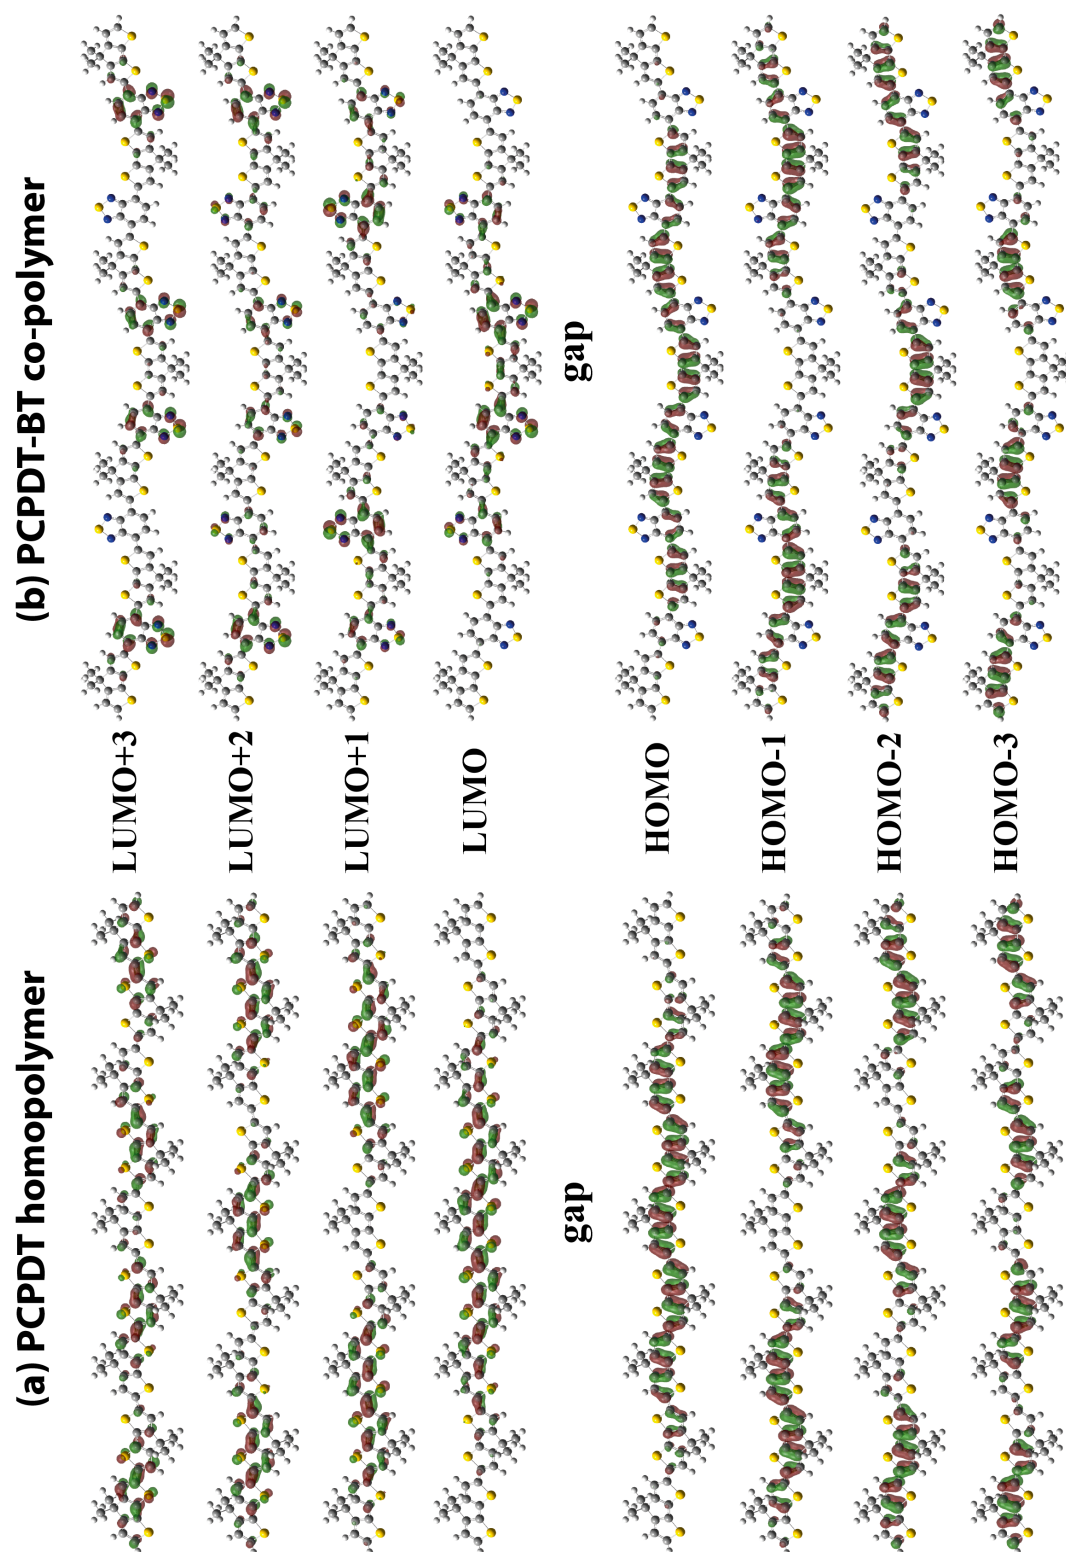 (a) PCPDT homopolymer
(b) PCPDT-BT co-polymer
LUMO+3
LUMO+2
LUMO+1
LUMO
gap
gap
HOMO
HOMO-1
HOMO-2
HOMO-3